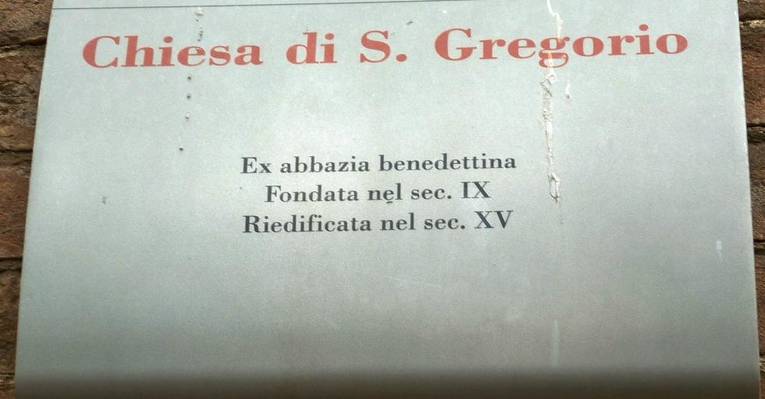 Chiesa di S. Gregorio
Ex abbazia benedettina
Fondata nel sec. IX
Riedificata nel sec. XV